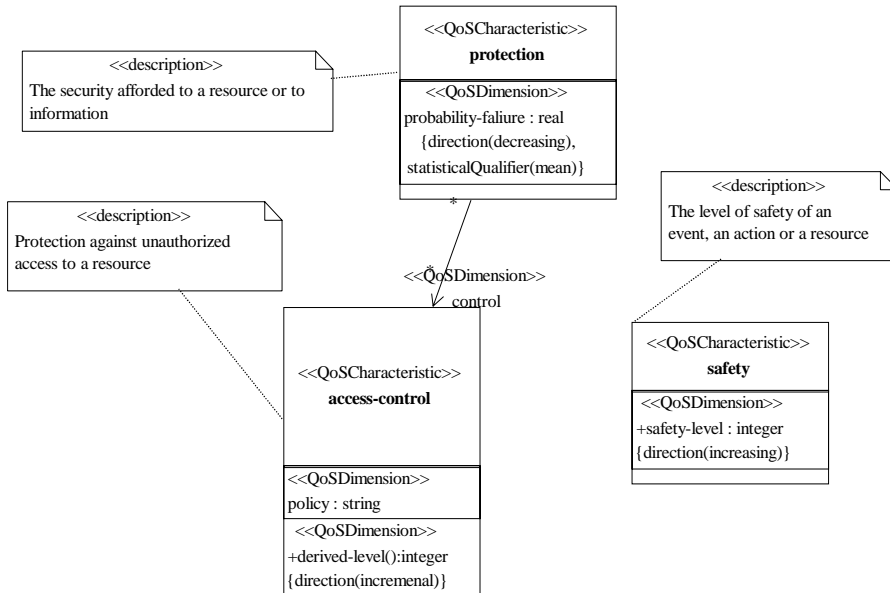 <<QoSCharacteristic>>
protection
<<QoSDimension>>
probability-faliure : real
{direction(decreasing),
statisticalQualifier(mean)}
<<description>>
The security afforded to a resource or to
information
<<description>>
The level of safety of an
event, an action or a resource
<<description>>
Protection against unauthorized
access to a resource
*
*
<<QoSDimension>>
control
<<QoSCharacteristic>>
access-control
<<QoSDimension>>
policy : string
<<QoSDimension>>
+derived-level():integer
{direction(incremenal)}
<<QoSCharacteristic>>
safety
<<QoSDimension>>
+safety-level : integer
{direction(increasing)}